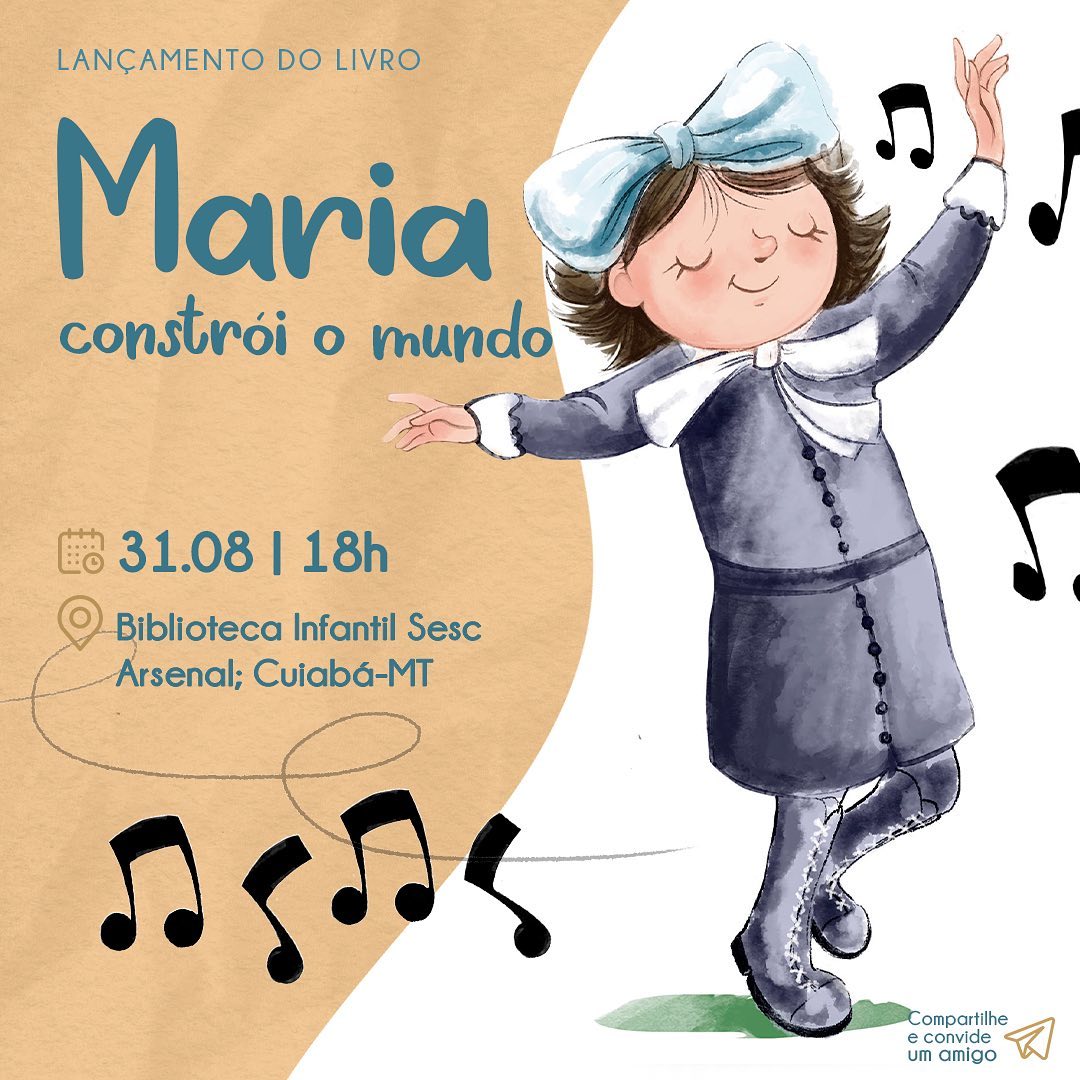 LANÇAMENTO DO LIVRO
Maria
constrói o mundo
31.08 | 18h
Biblioteca Infantil Sesc
Arsenal; Cuiabá-MT
Compartilhe
e convide
um amigo